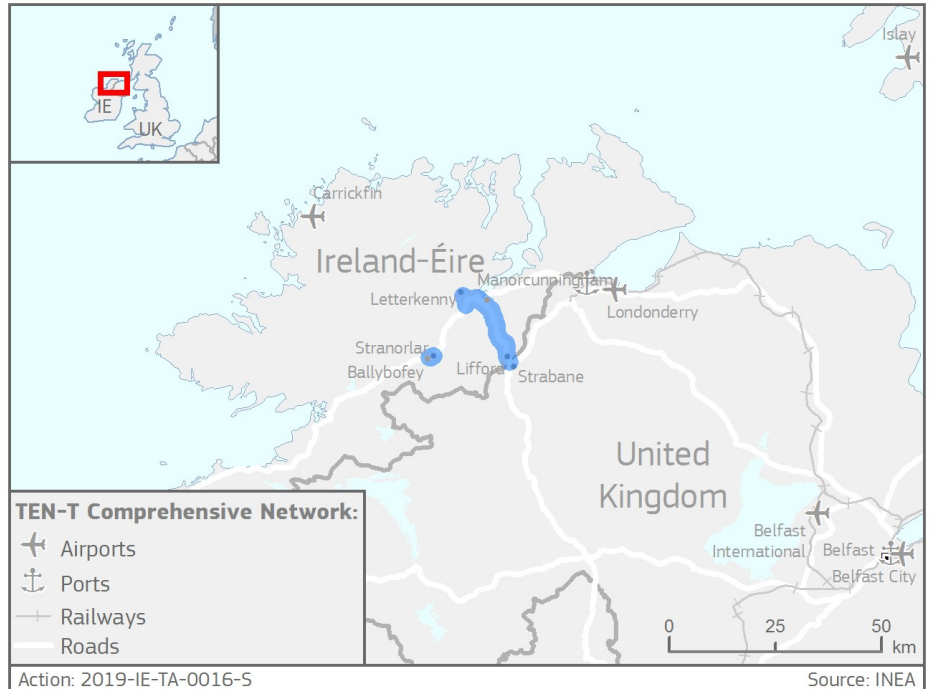 IE
UK
Islay
Carrickfin
Ireland-Éire
Manorcunningham
Letterkenny
Londonderry
Stranorlar
Ballybofey
Lifford
Strabane
United
Kingdom
Belfast
International
Belfast
Belfast City
TEN-T Comprehensive Network:
Airports
Ports
Railways
Roads
0 25 50
km
Action: 2019-IE-TA-0016-S
Source: INEA